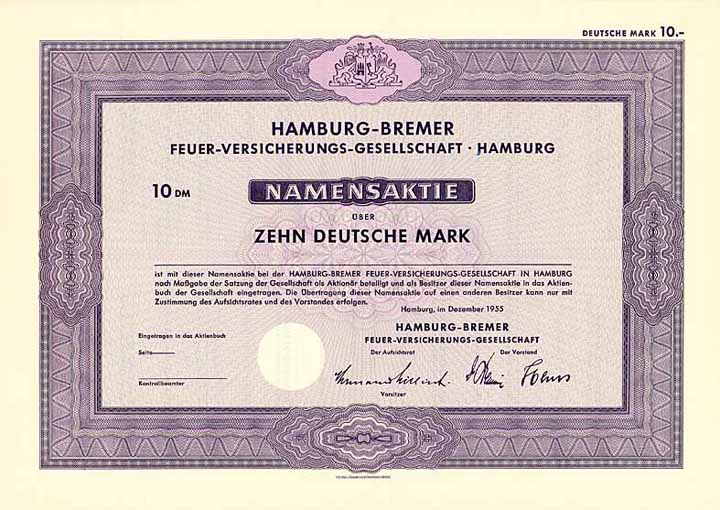 DEUTSCHE MARK 10.-
HAMBURG-BREMER
FEUER-VERSICHERUNGS-GESELLSCHAFT · HAMBURG
10 DM
NAMENSAKTIE
ÜBER
ZEHN DEUTSCHE MARK
ist mit dieser Namensaktie bei der HAMBURG-BREMER FEUER-VERSICHERUNGS-GESELLSCHAFT IN HAMBURG
nach Maßgabe der Satzung der Gesellschaft als Aktionär beteiligt und als Besitzer dieser Namensaktie in das Aktien-
buch der Gesellschaft eingetragen. Die Übertragung dieser Namensaktie auf einen anderen Besitzer kann nur mit
Zustimmung des Aufsichtsrates und des Vorstandes erfolgen.
Hamburg, im Dezember 1955
HAMBURG-BREMER
FEUER-VERSICHERUNGS-GESELLSCHAFT
Eingetragen in das Aktienbuch
Der Aufsichtsrat Der Vorstand
Seite
Kontrollbeamter
Vorsitzer